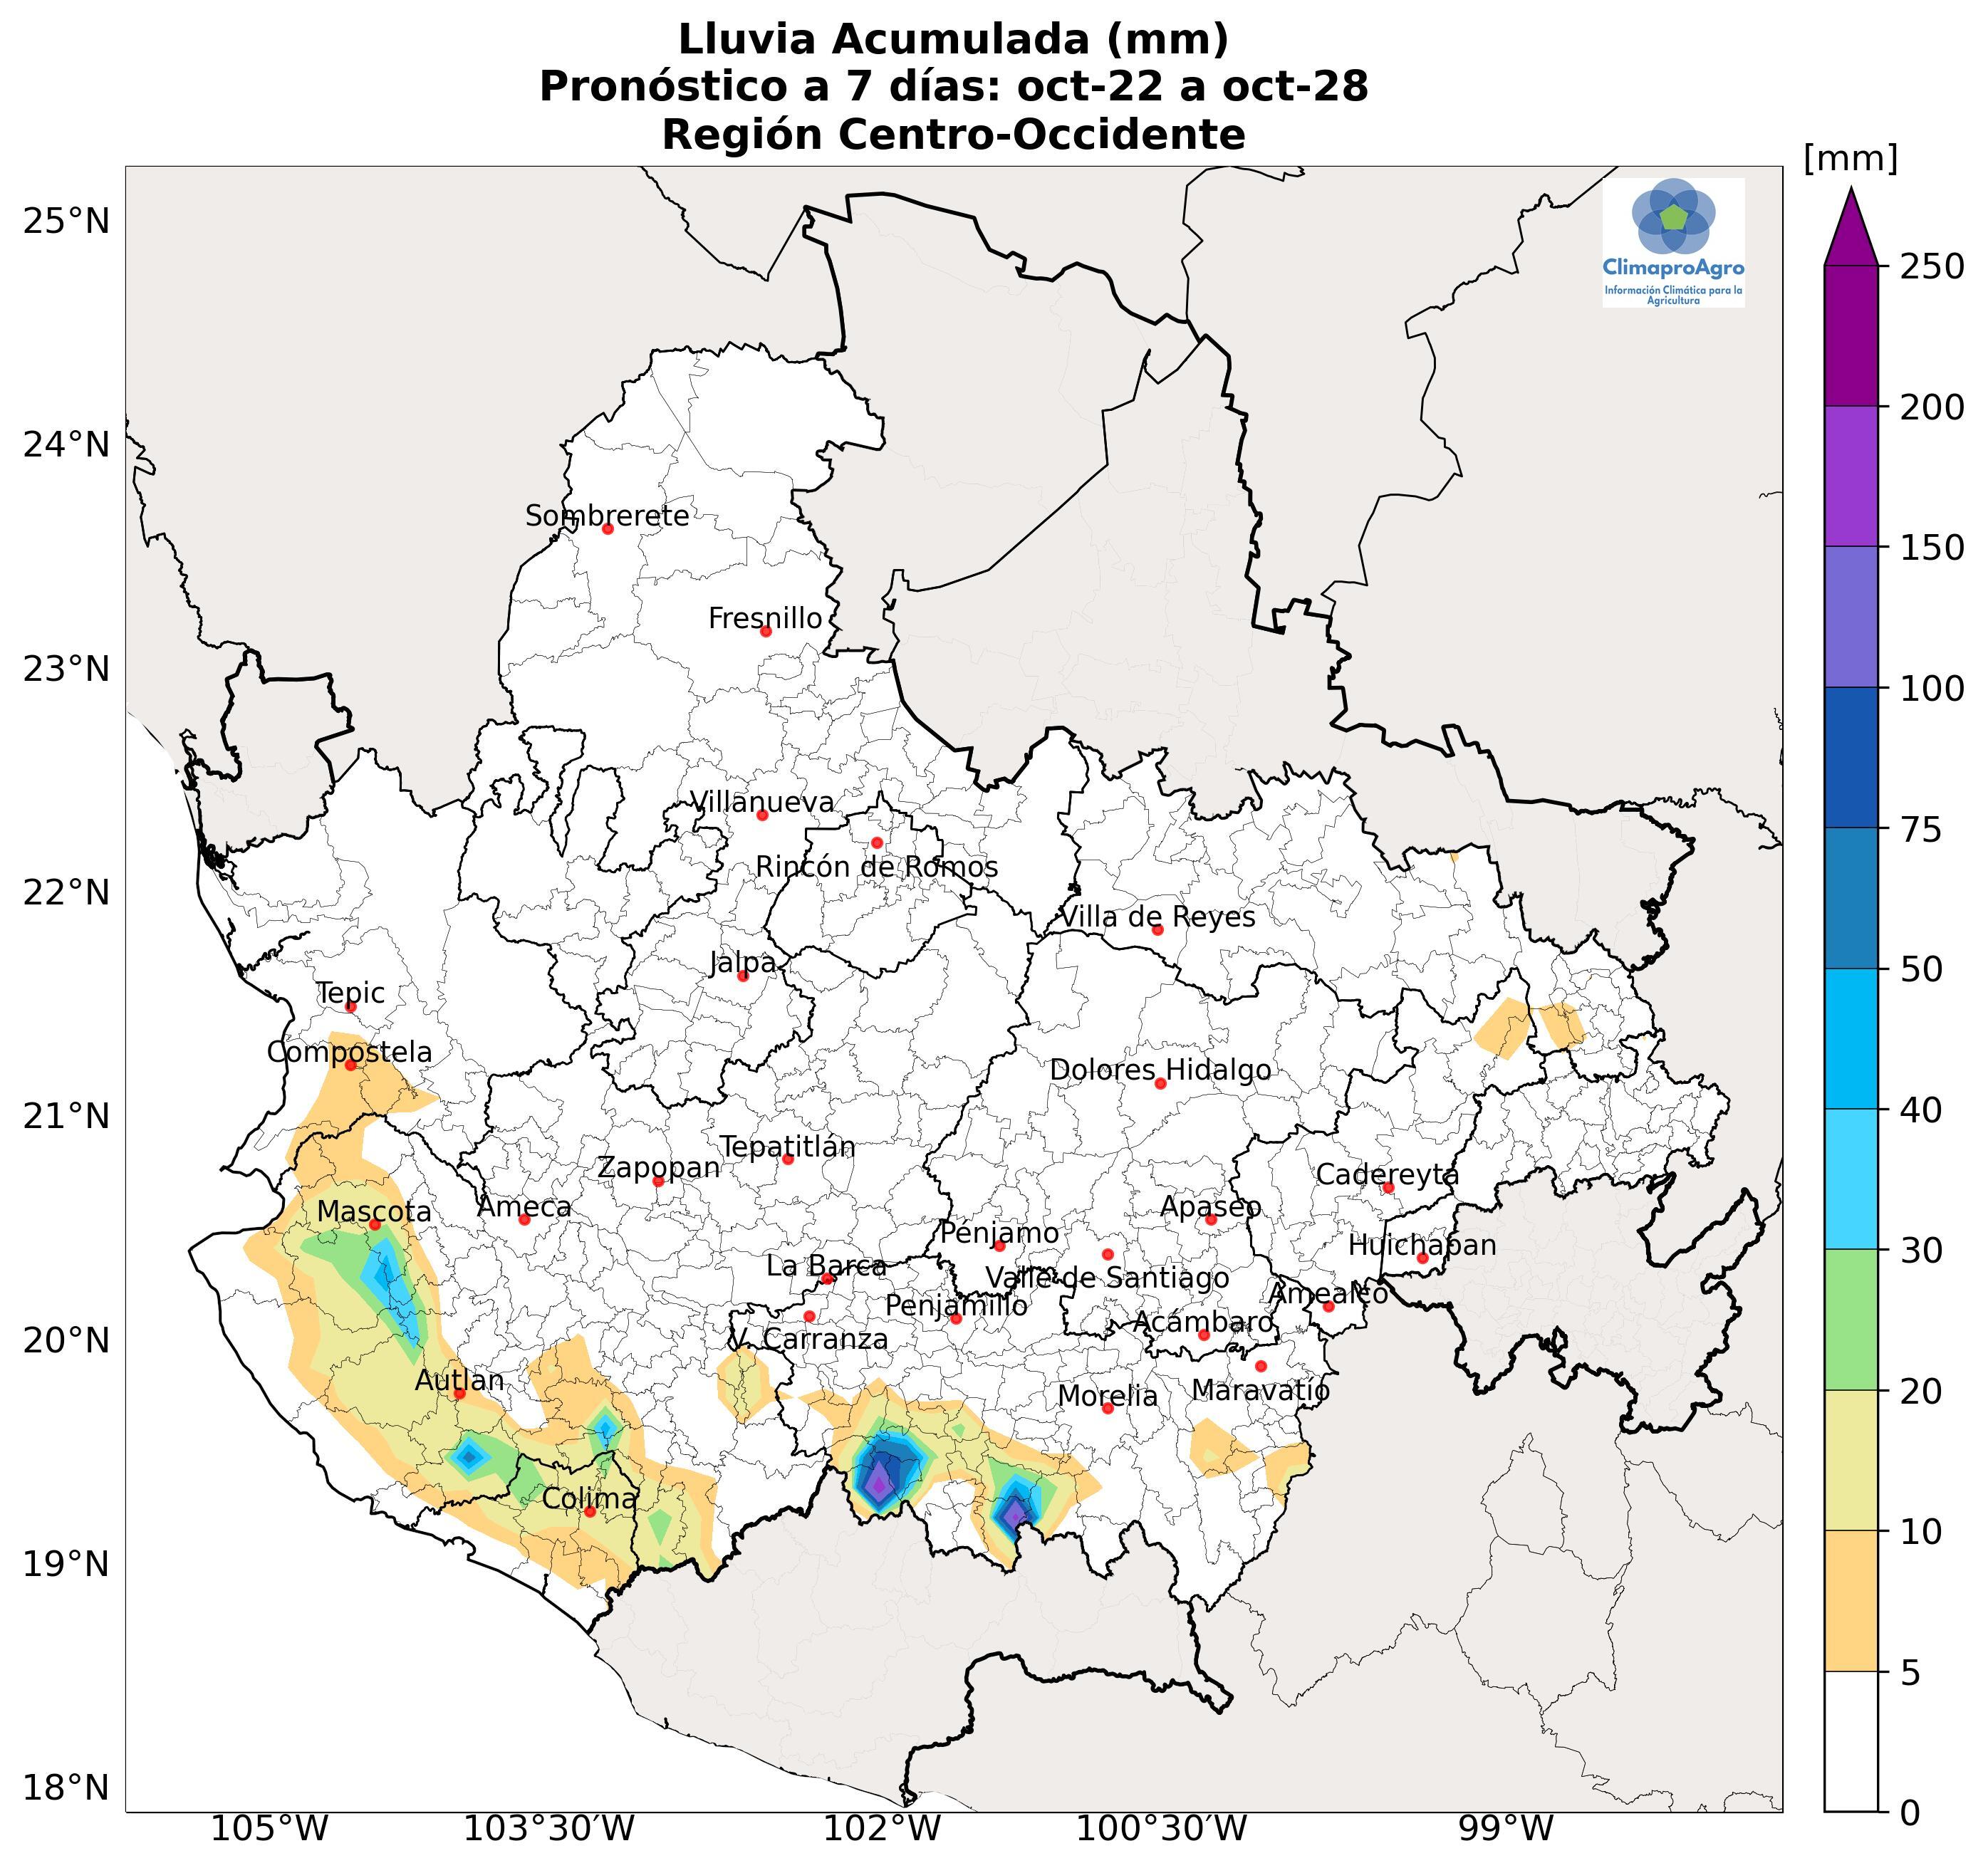 Lluvia Acumulada (mm)
Pronóstico a 7 días: oct-22 a oct-28
Región Centro-Occidente
[mm]
25°N
ClimaproAgro
Información Climática para la
Agricultura
250
200
24°N
Sombrerete
150
Fresnillo
23°N
100
Villanueva
75
Rincón de Romos
22°N
Villa de Reyes
Jalpa
50
Tepic
Compostela
Dolores Hidalgo
21°N
40
Tepatitlán
Zapopan
Cadereyta
Mascota
Ameca
Apaseo
Pénjamo
Huichapan
30
La Barca
Valle de Santiago
Amealco
Penjamillo
Acámbaro
20°N
V. Carranza
Autlan
Morelia
Maravatío
20
Colima
10
19°N
5
18°N
0
105°W
103°30'W
102°W
100°30'W
99°W